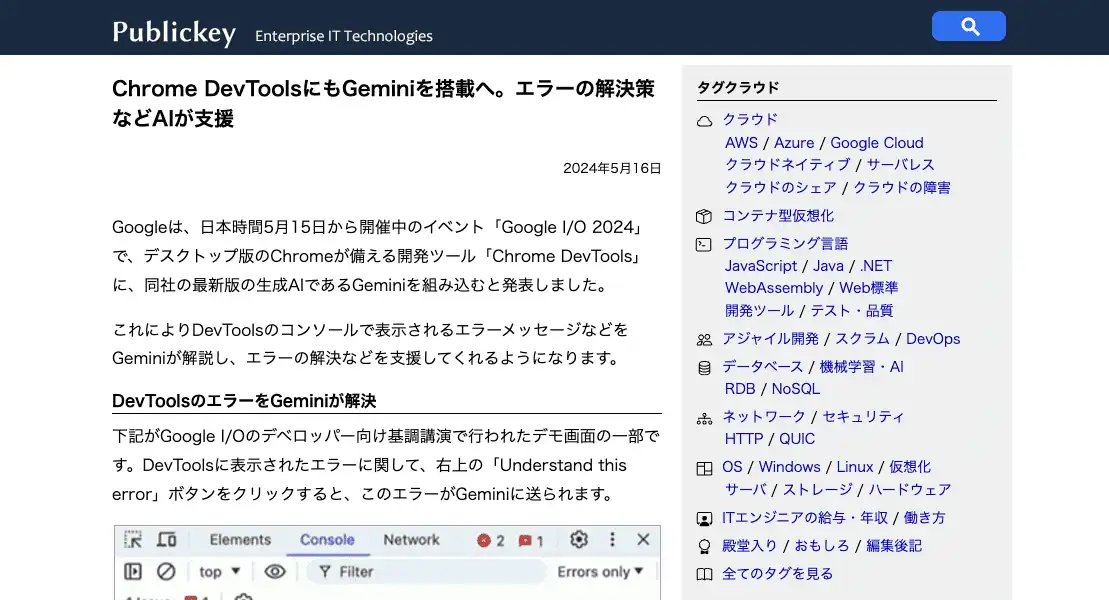 Publickey Enterprise IT Technologies
Chrome DevToolsにもGeminiを搭載へ。エラーの解決策
などAIが支援
2024年5月16日
Googleは、日本時間5月15日から開催中のイベント「Google I/O 2024」
で、デスクトップ版のChromeが備える開発ツール「Chrome DevTools」
に、同社の最新版の生成AIであるGeminiを組み込むと発表しました。
これによりDevToolsのコンソールで表示されるエラーメッセージなどを
Geminiが解説し、エラーの解決などを支援してくれるようになります。
DevToolsのエラーをGeminiが解決
下記がGoogle I/Oのデベロッパー向け基調講演で行われたデモ画面の一部で
す。DevToolsに表示されたエラーに関して、右上の「Understand this
error」ボタンをクリックすると、このエラーがGeminiに送られます。
Elements Console Network 2 1
top Filter Errors only
タグクラウド
クラウド
AWS / Azure / Google Cloud
クラウドネイティブ / サーバレス
クラウドのシェア / クラウドの障害
コンテナ型仮想化
プログラミング言語
JavaScript / Java / .NET
WebAssembly / Web標準
開発ツール / テスト・品質
アジャイル開発 / スクラム / DevOps
データベース / 機械学習・AI
RDB / NoSQL
ネットワーク / セキュリティ
HTTP / QUIC
OS / Windows / Linux / 仮想化
サーバ / ストレージ / ハードウェア
ITエンジニアの給与・年収 / 働き方
殿堂入り / おもしろ / 編集後記
全てのタグを見る